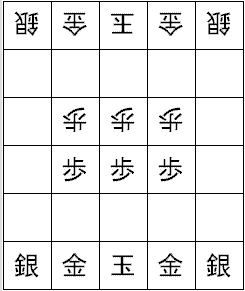 銀 金 王 金 銀
歩 歩 歩
歩 歩 歩
銀 金 玉 金 銀